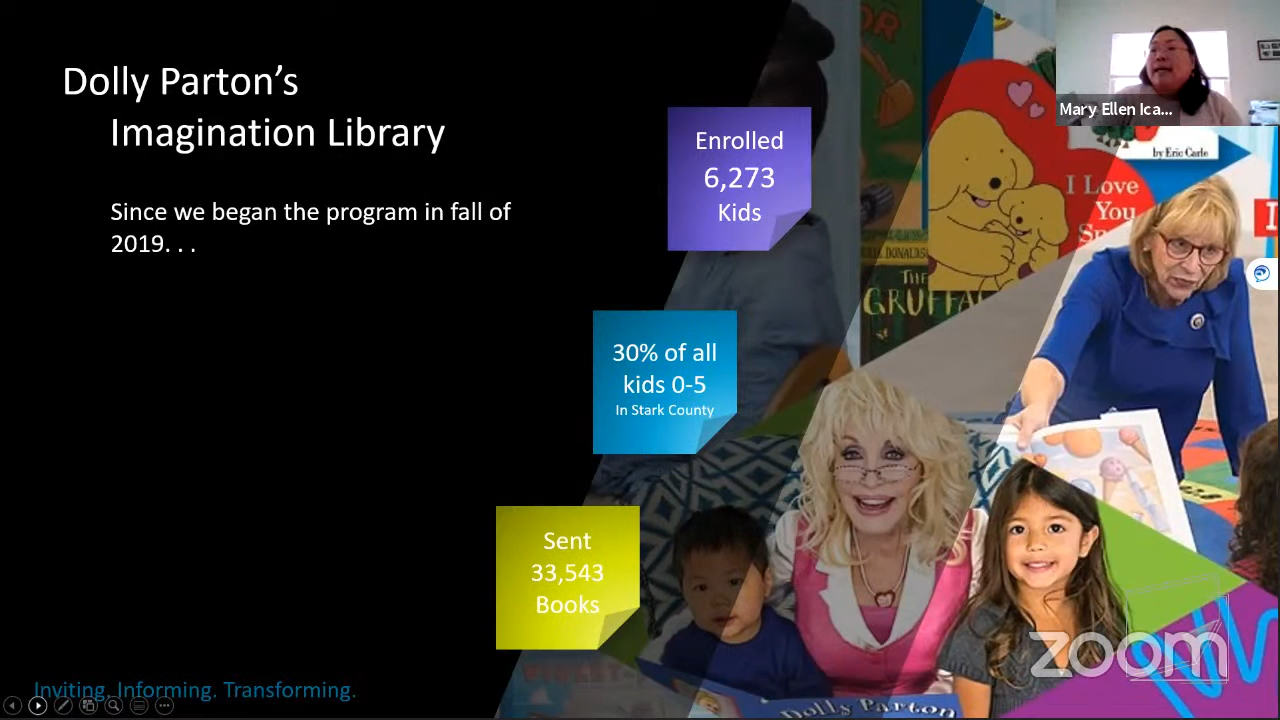 Dolly Parton's
Imagination Library
Since we began the program in fall of
2019. . .
Enrolled
6,273
Kids
30% of all
kids 0-5
In Stark County
Sent
33,543
Books
Inviting. Informing. Transforming.
Mary Ellen Ica...
by Eric Carle
I Love
You
THE
GRUFFA
Dolly Parton
zoom